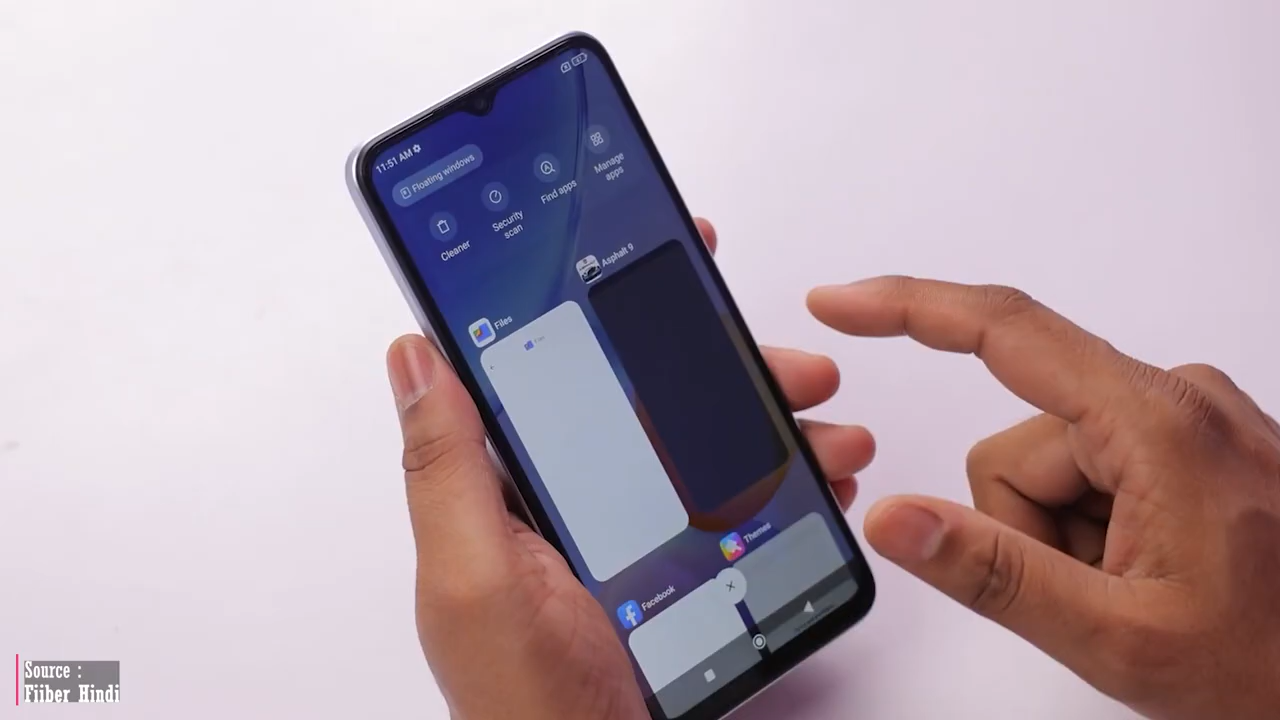 11:51 AM
Floating windows
Cleaner
Security
scan
Find apps
Manage
apps
Files
Asphalt 9
Facebook
Themes
Source :
Fiiber Hindi